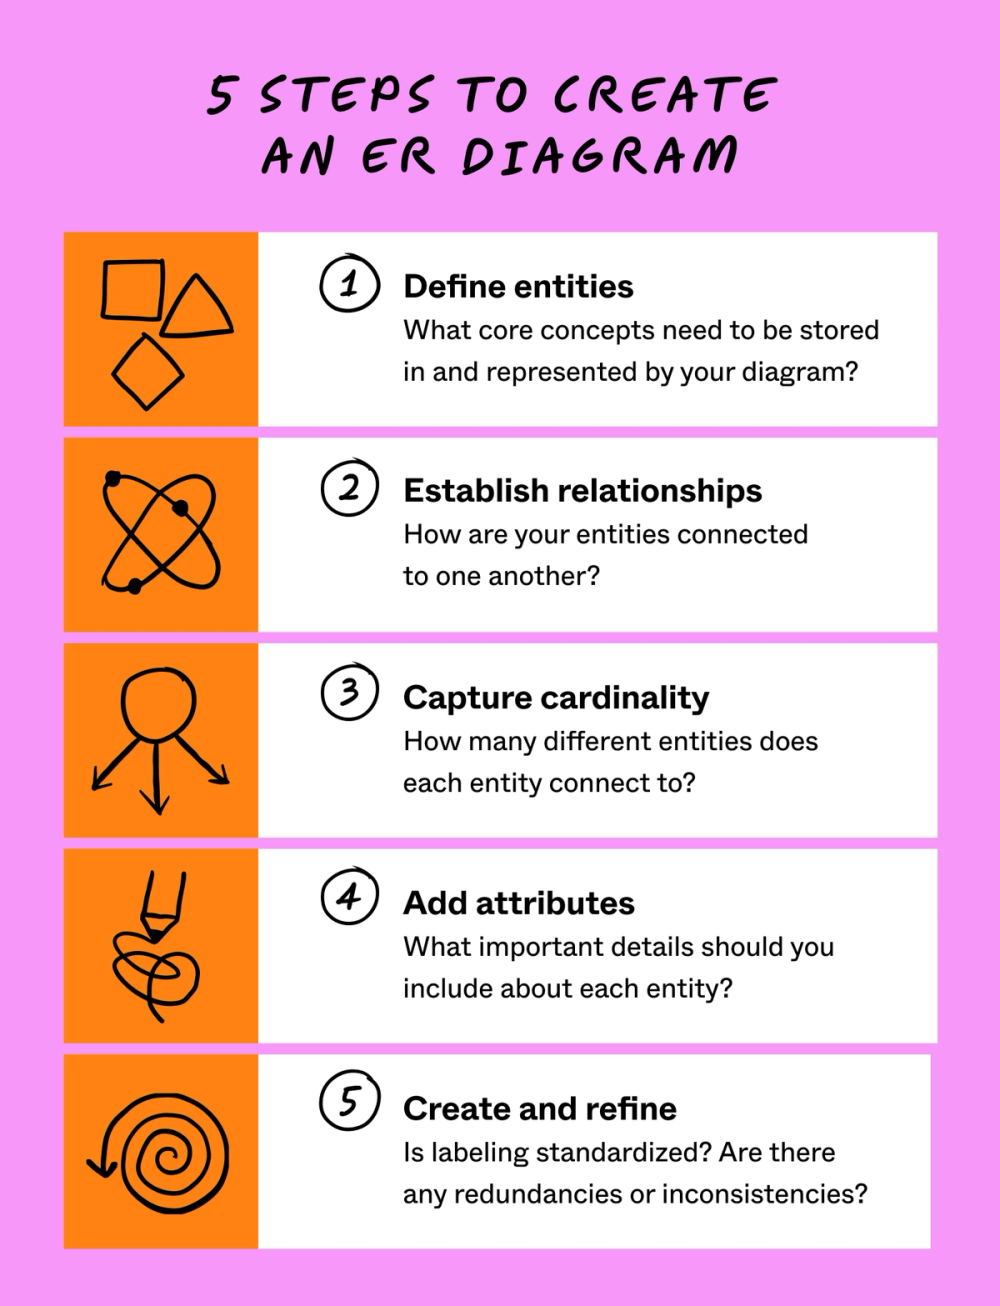 5 STEPS TO CREATE
AN ER DIAGRAM
1 Define entities
What core concepts need to be stored
in and represented by your diagram?
2 Establish relationships
How are your entities connected
to one another?
3 Capture cardinality
How many different entities does
each entity connect to?
4 Add attributes
What important details should you
include about each entity?
5 Create and refine
Is labeling standardized? Are there
any redundancies or inconsistencies?